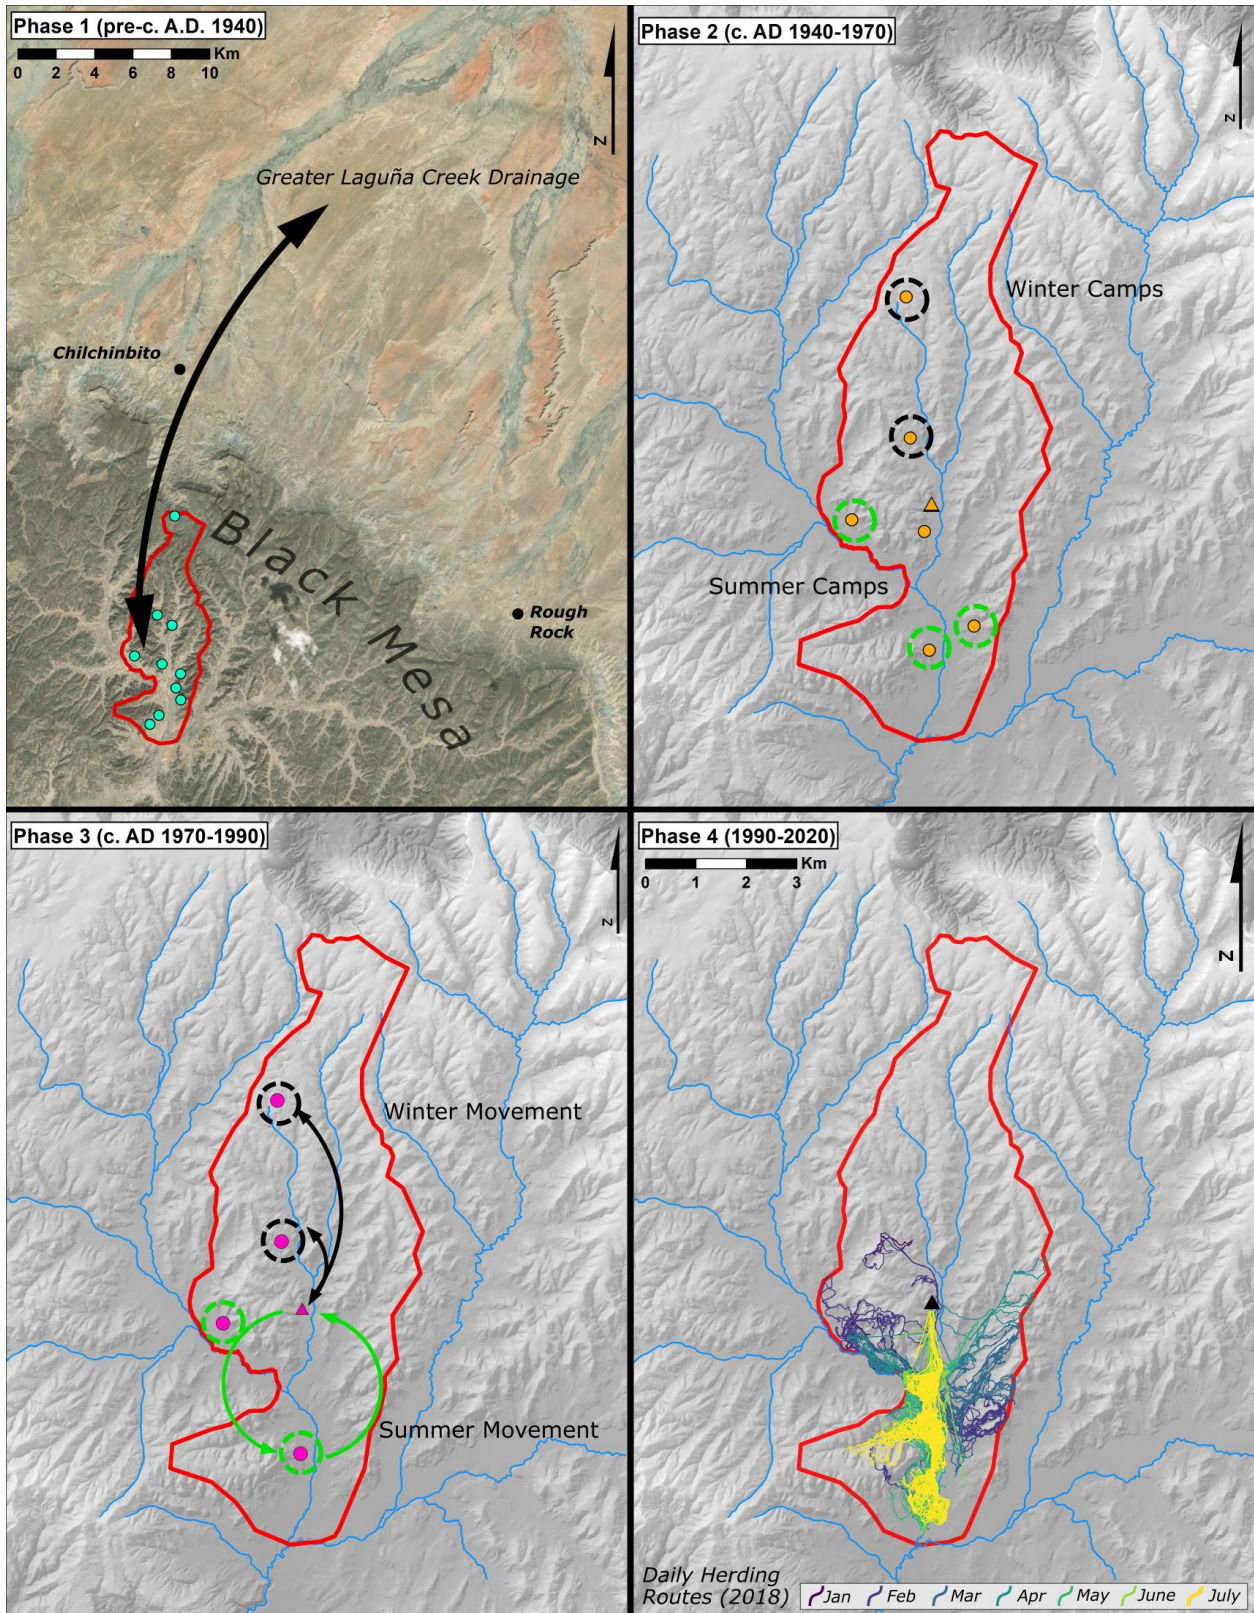 Phase 1 (pre-c. A.D. 1940)
Km
0 2 4 6 8 10
N
Greater Laguña Creek Drainage
Chilchinbito
Black Mesa
Rough
Rock
Phase 2 (c. AD 1940-1970)
N
Winter Camps
Summer Camps
Phase 3 (c. AD 1970-1990)
N
Winter Movement
Summer Movement
Phase 4 (1990-2020)
Km
0 1 2 3
N
Daily Herding
Routes (2018)
Jan Feb Mar Apr May June July